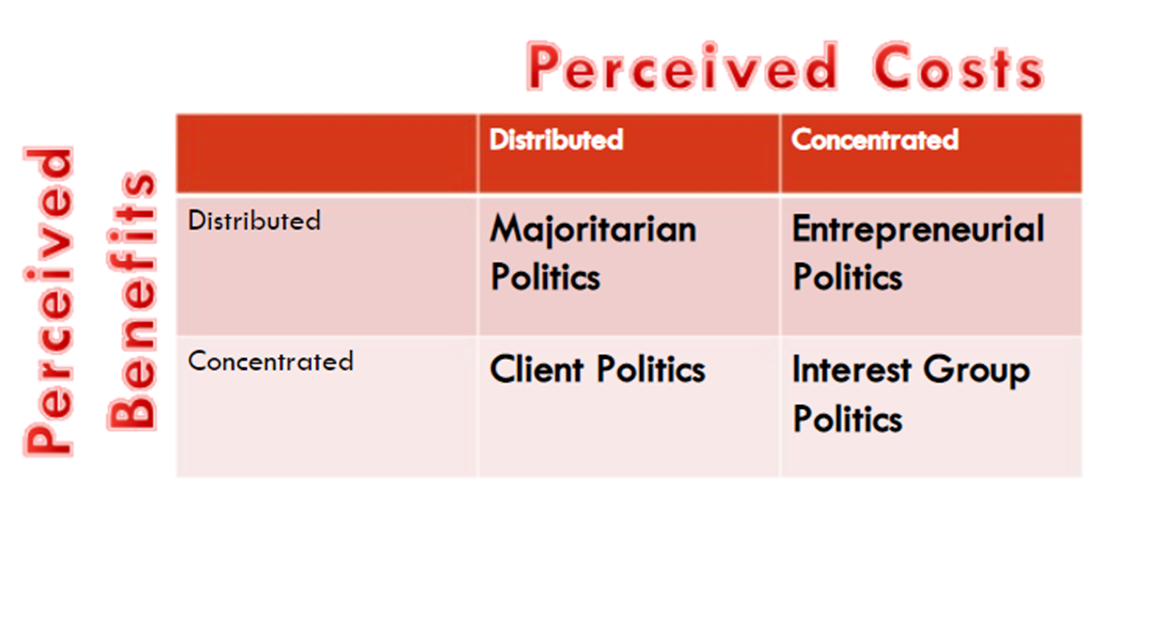 Perceived Costs
Perceived
Benefits
Distributed
Concentrated
Distributed
Majoritarian
Politics
Entrepreneurial
Politics
Concentrated
Client Politics
Interest Group
Politics